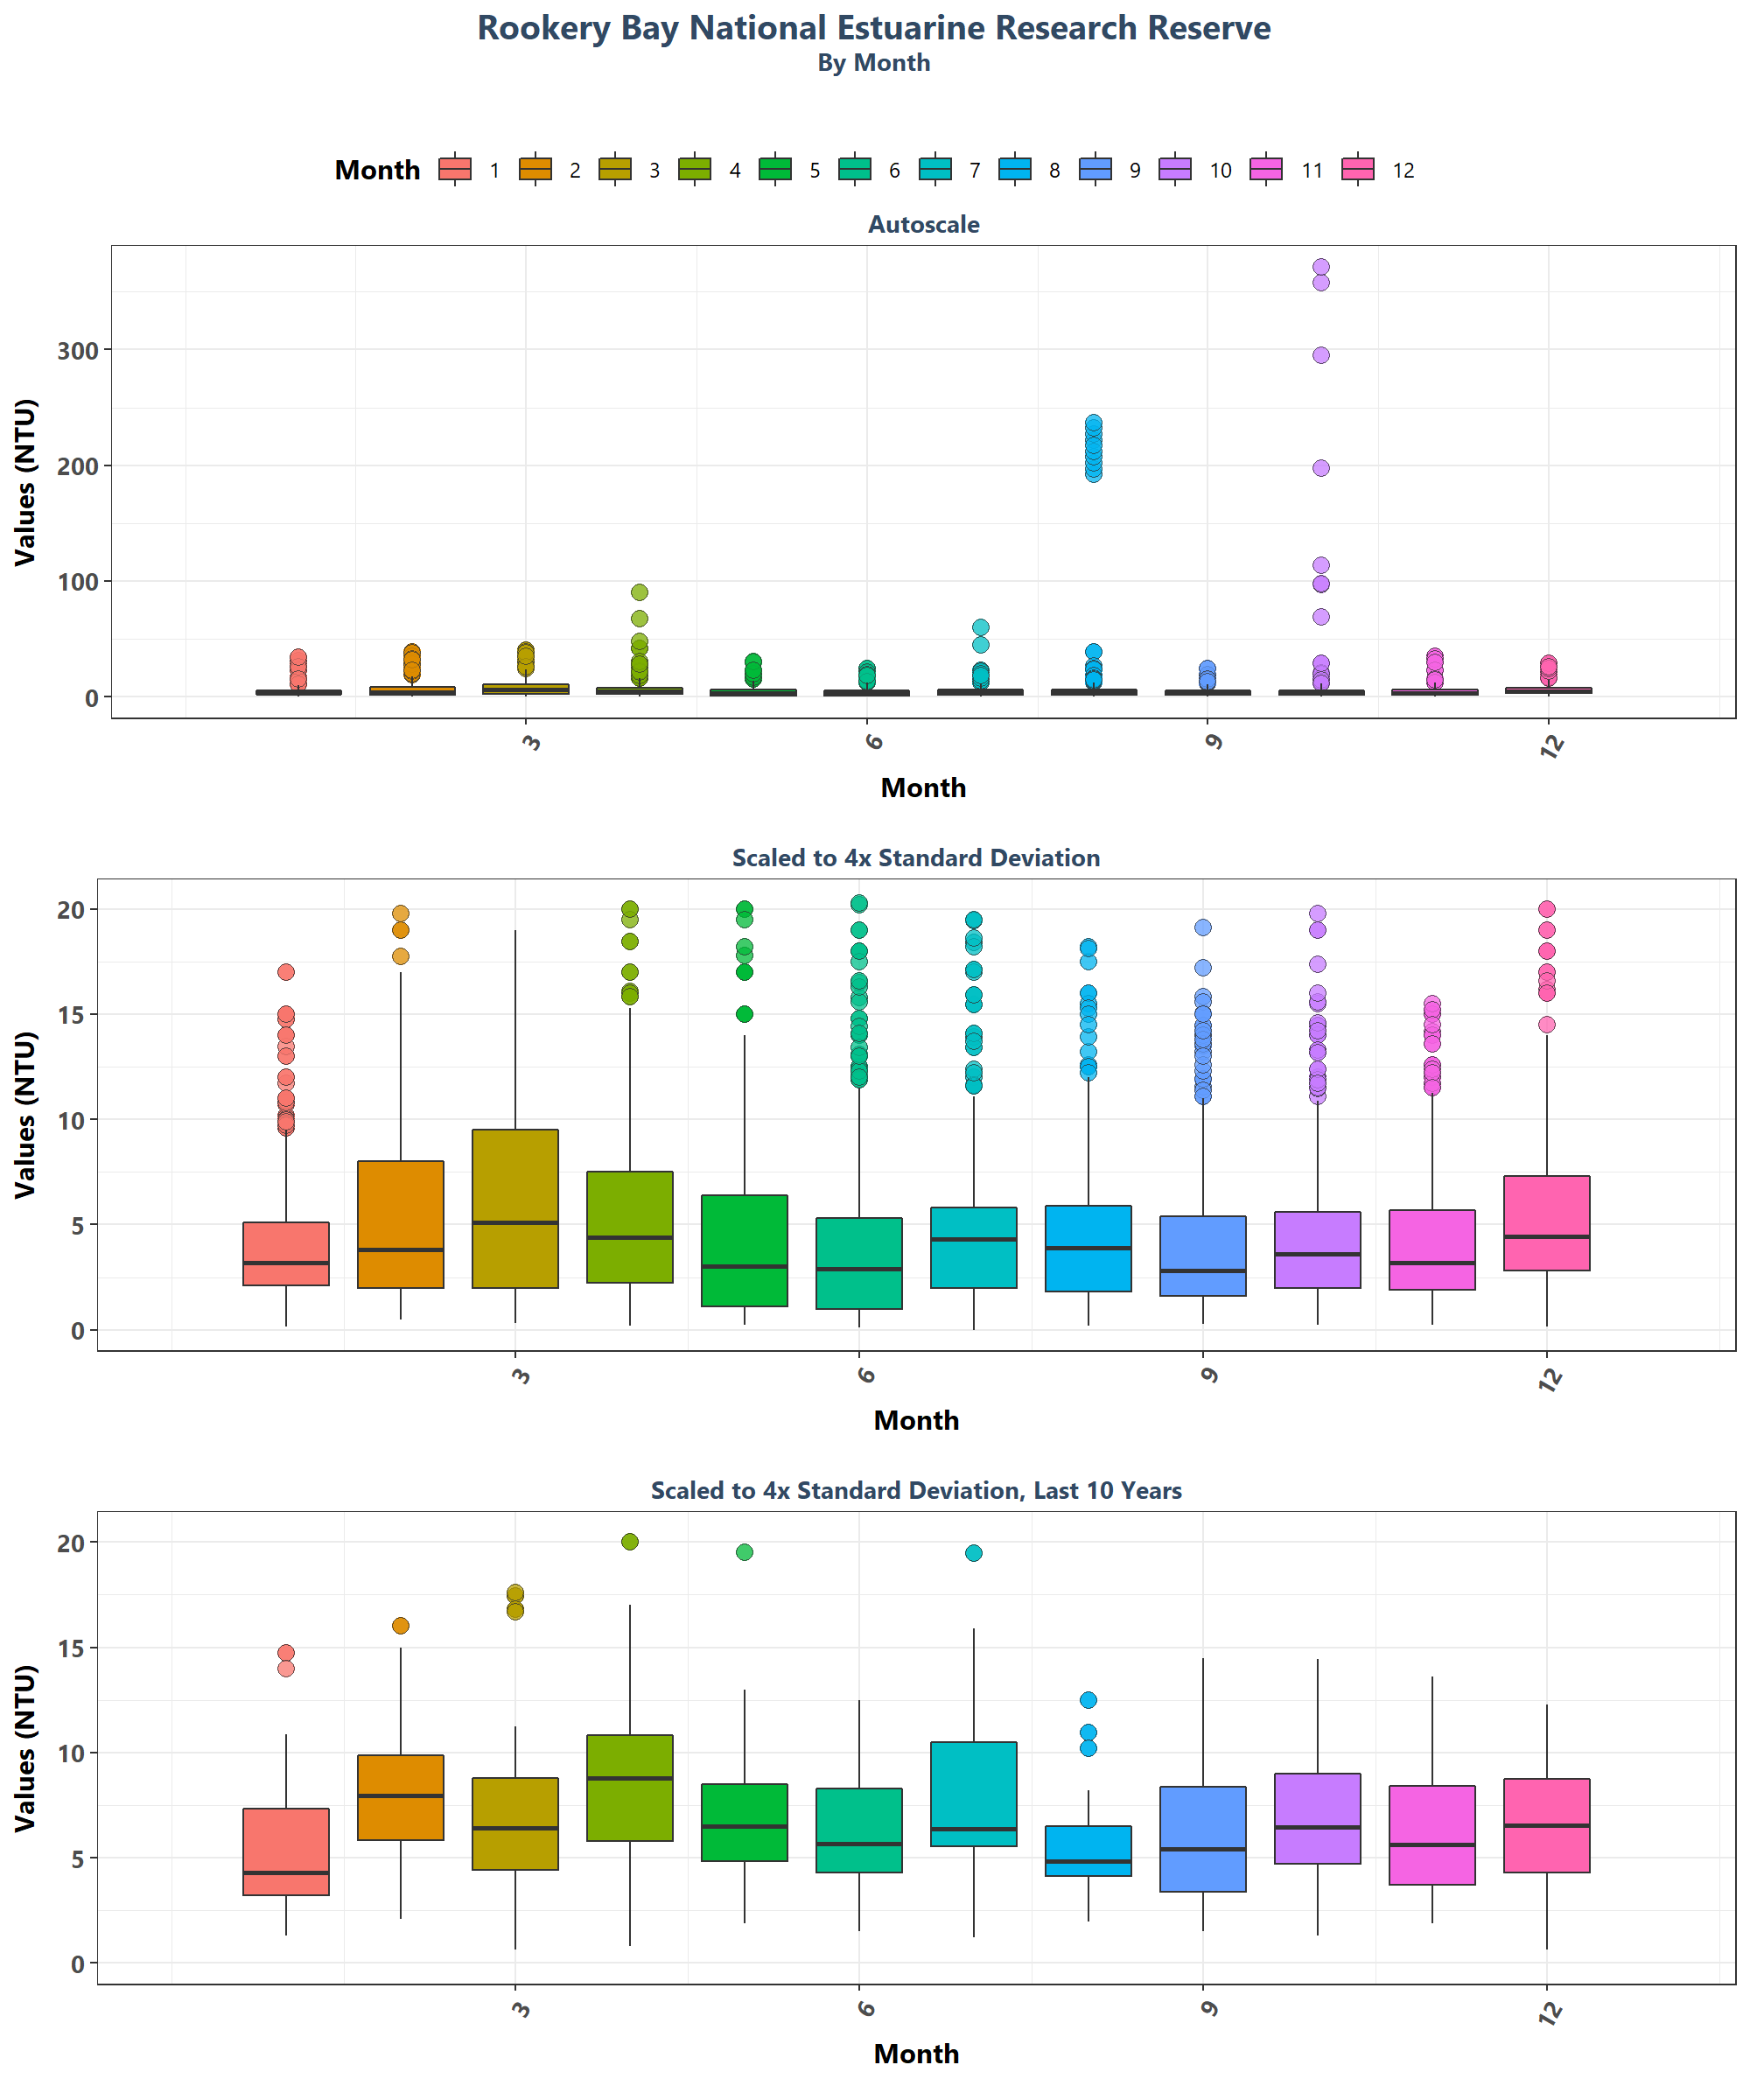 Rookery Bay National Estuarine Research Reserve
By Month
Month 1 2 3 4 5 6 7 8 9 10 11 12
Autoscale
Values (NTU)
300
200
100
0
3 6 9 12
Month
Scaled to 4x Standard Deviation
Values (NTU)
20
15
10
5
0
3 6 9 12
Month
Scaled to 4x Standard Deviation, Last 10 Years
Values (NTU)
20
15
10
5
0
3 6 9 12
Month